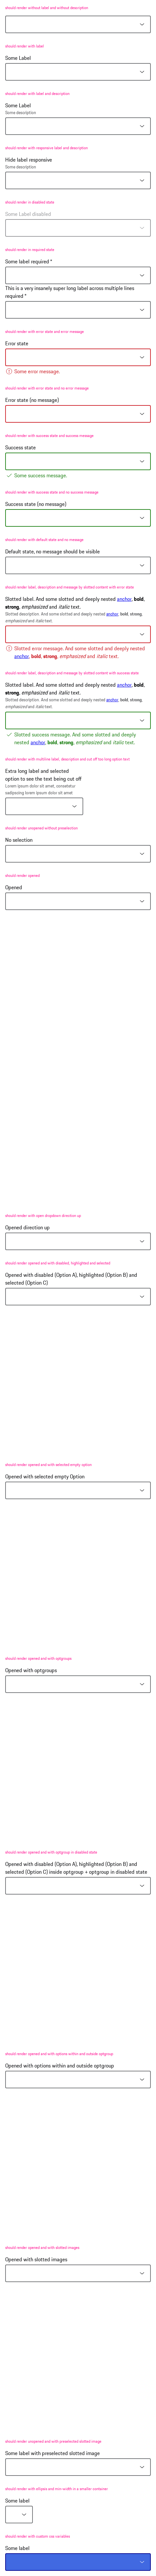 should render without label and without description
should render with label
Some Label
should render with label and description
Some Label
Some description
should render with responsive label and description
Hide label responsive
Some description
should render in disabled state
Some Label disabled
should render in required state
Some label required *
This is a very insanely super long label across multiple lines
required *
should render with error state and error message
Error state
Some error message.
should render with error state and no error message
Error state (no message)
should render with success state and success message
Success state
Some success message.
should render with success state and no success message
Success state (no message)
should render with default state and no message
Default state, no message should be visible
should render label, description and message by slotted content with error state
Slotted label. And some slotted and deeply nested anchor, bold,
strong, emphasized and italic text.
Slotted description. And some slotted and deeply nested anchor, bold, strong,
emphasized and italic text.
Slotted error message. And some slotted and deeply nested
anchor, bold, strong, emphasized and italic text.
should render label, description and message by slotted content with success state
Slotted label. And some slotted and deeply nested anchor, bold,
strong, emphasized and italic text.
Slotted description. And some slotted and deeply nested anchor, bold, strong,
emphasized and italic text.
Slotted success message. And some slotted and deeply
nested anchor, bold, strong, emphasized and italic text.
should render with multiline label, description and cut off too long option text
Extra long label and selected
option to see the text being cut off
Lorem ipsum dolor sit amet, consetetur
sadipscing lorem ipsum dolor sit amet
should render unopened without preselection
No selection
should render opened
Opened
should render with open dropdown direction up
Opened direction up
should render opened and with disabled, highlighted and selected
Opened with disabled (Option A), highlighted (Option B) and
selected (Option C)
should render opened and with selected empty option
Opened with selected empty Option
should render opened and with optgroups
Opened with optgroups
should render opened and with optgroup in disabled state
Opened with disabled (Option A), highlighted (Option B) and
selected (Option C) inside optgroup + optgroup in disabled state
should render opened and with options within and outside optgroup
Opened with options within and outside optgroup
should render opened and with slotted images
Opened with slotted images
should render unopened and with preselected slotted image
Some label with preselected slotted image
should render with ellipsis and min-width in a smaller container
Some label
should render with custom css variables
Some label